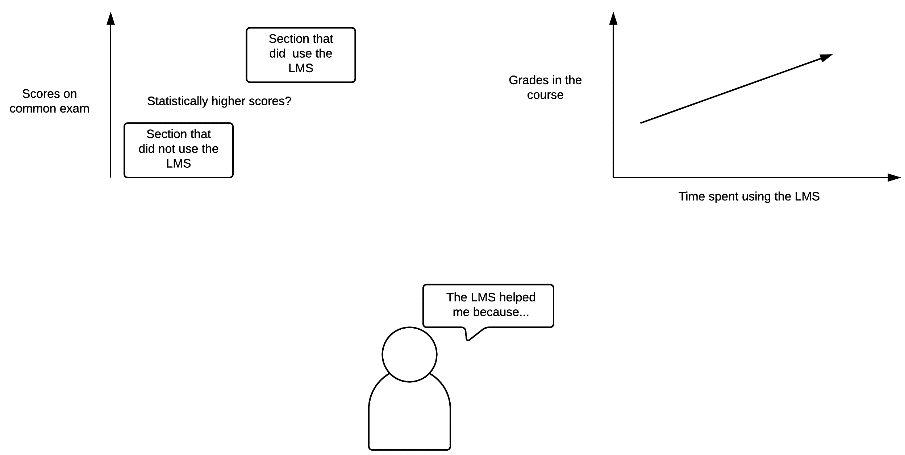 Section that
did use the
LMS
Scores on
common exam
Statistically higher scores?
Section that
did not use the
LMS
Grades in the
course
Time spent using the LMS
The LMS helped
me because...